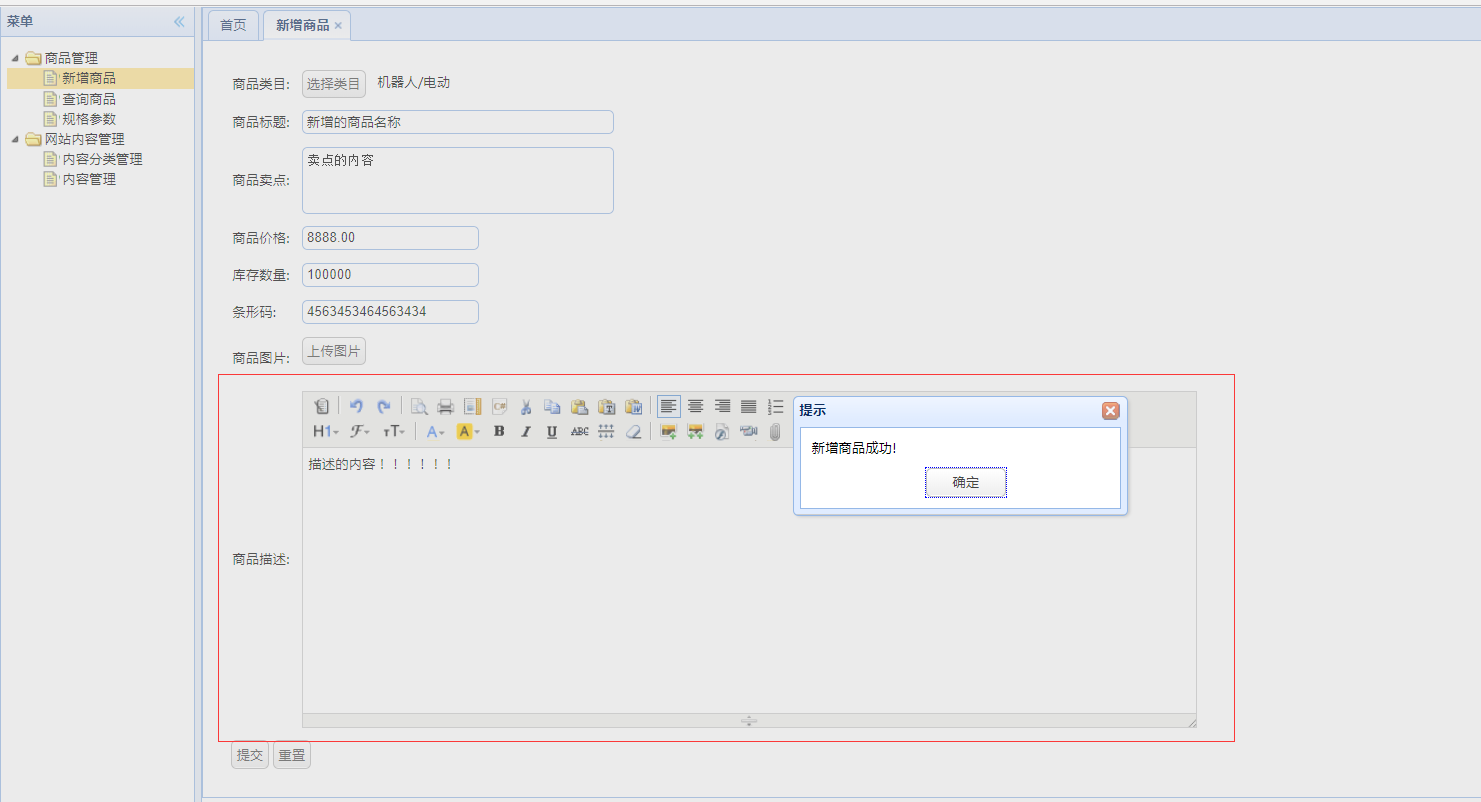 菜单
首页
新增商品
商品管理
新增商品
查询商品
规格参数
网站内容管理
内容分类管理
内容管理
商品类目: 选择类目 机器人/电动
商品标题: 新增的商品名称
商品卖点: 卖点的内容
商品价格: 8888.00
库存数量: 100000
条形码: 4563453464563434
商品图片: 上传图片
H1 F TT A A B I U ABC
提示
新增商品成功!
确定
商品描述: 描述的内容！！！！！！
提交 重置